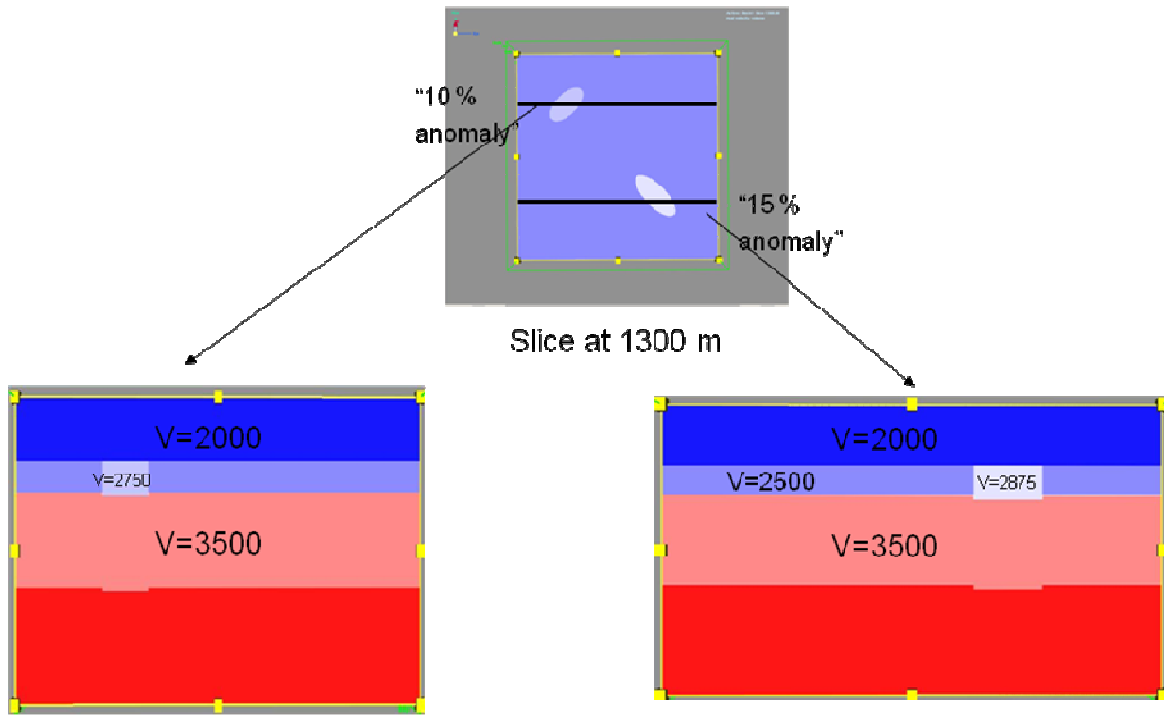 “10 %
anomaly”
“15 %
anomaly”
Slice at 1300 m
V=2000
V=2750
V=3500
V=2000
V=2500
V=2875
V=3500